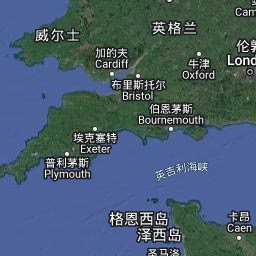 威尔士
英格兰
加的夫
Cardiff
牛津
Oxford
伦敦
Lond
布里斯托尔
Bristol
伯恩茅斯
Bournemouth
埃克塞特
Exeter
普利茅斯
Plymouth
英吉利海峡
格恩西岛
泽西岛
卡昂
Caen
圣马洛